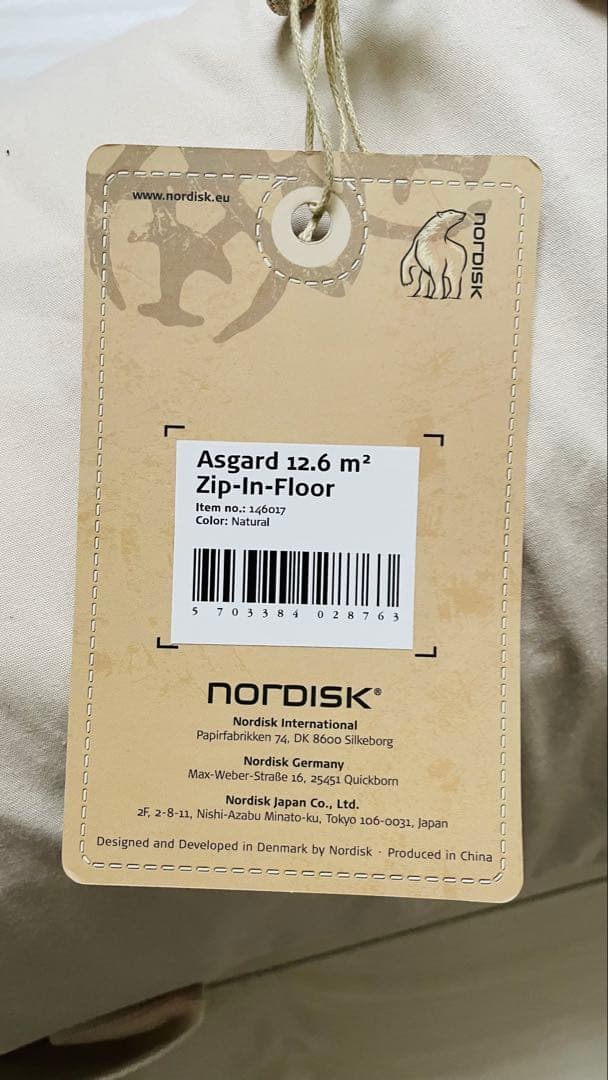 www.nordisk.eu
NORDISK
Asgard 12.6 m²
Zip-In-Floor
Item no.: 146017
Color: Natural
5 703384 028763
NORDISK®
Nordisk International
Papirfabrikken 74, DK 8600 Silkeborg
Nordisk Germany
Max-Weber-Straße 16, 25451 Quickborn
Nordisk Japan Co., Ltd.
2F, 2-8-11, Nishi-Azabu Minato-ku, Tokyo 106-0031, Japan
Designed and Developed in Denmark by Nordisk · Produced in China